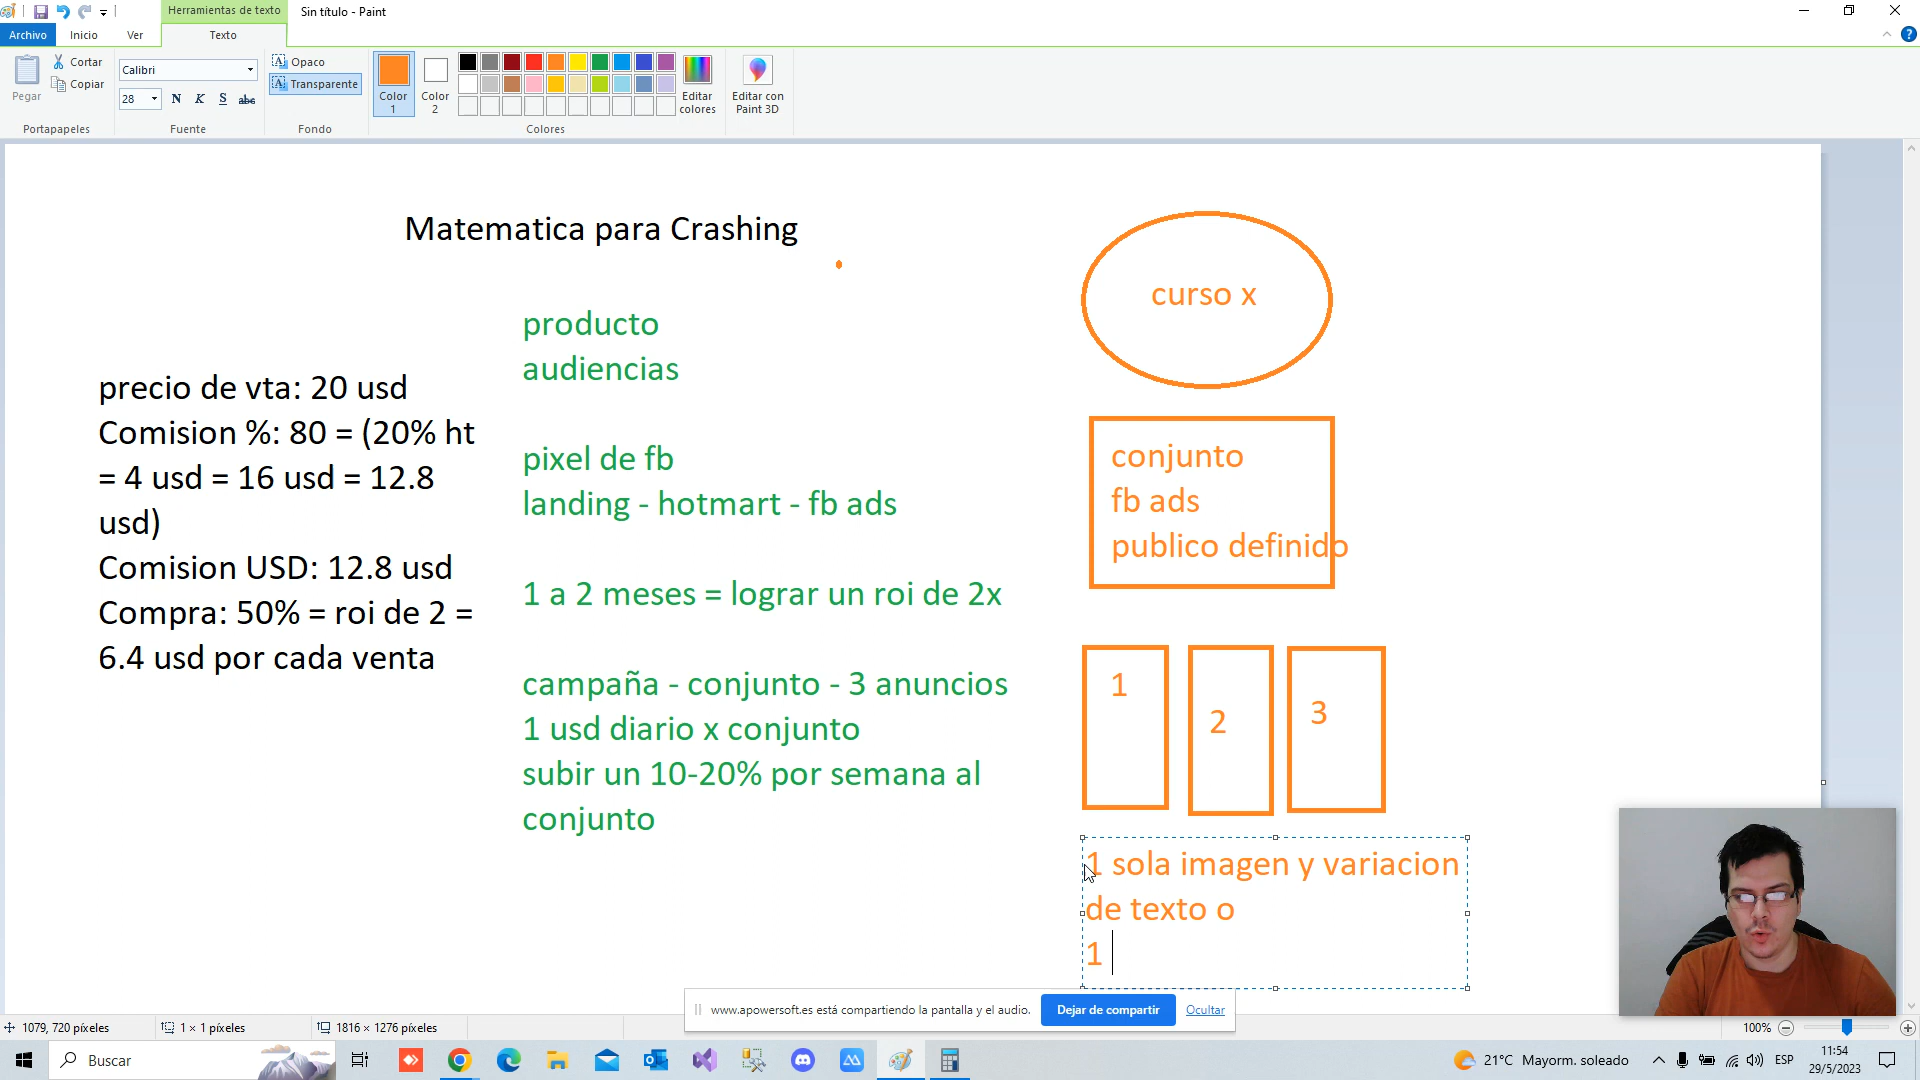 Herramientas de texto
Sin título - Paint
Archivo
Inicio
Ver
Texto
Pegar
Cortar
Copiar
Portapapeles
Calibri
28
N K S abc
Fuente
Opaco
Transparente
Fondo
Color 1
Color 2
Editar colores
Colores
Editar con Paint 3D
Matematica para Crashing
precio de vta: 20 usd
Comision %: 80 = (20% ht
= 4 usd = 16 usd = 12.8
usd)
Comision USD: 12.8 usd
Compra: 50% = roi de 2 =
6.4 usd por cada venta
producto
audiencias
pixel de fb
landing - hotmart - fb ads
1 a 2 meses = lograr un roi de 2x
campaña - conjunto - 3 anuncios
1 usd diario x conjunto
subir un 10-20% por semana al
conjunto
curso x
conjunto
fb ads
publico definido
1
2
3
1 sola imagen y variacion
de texto o
1
www.apowersoft.es está compartiendo la pantalla y el audio.
Dejar de compartir
Ocultar
1079, 720 píxeles
1 × 1 píxeles
1816 × 1276 píxeles
100%
Buscar
21°C Mayorm. soleado
ESP
11:54
29/5/2023